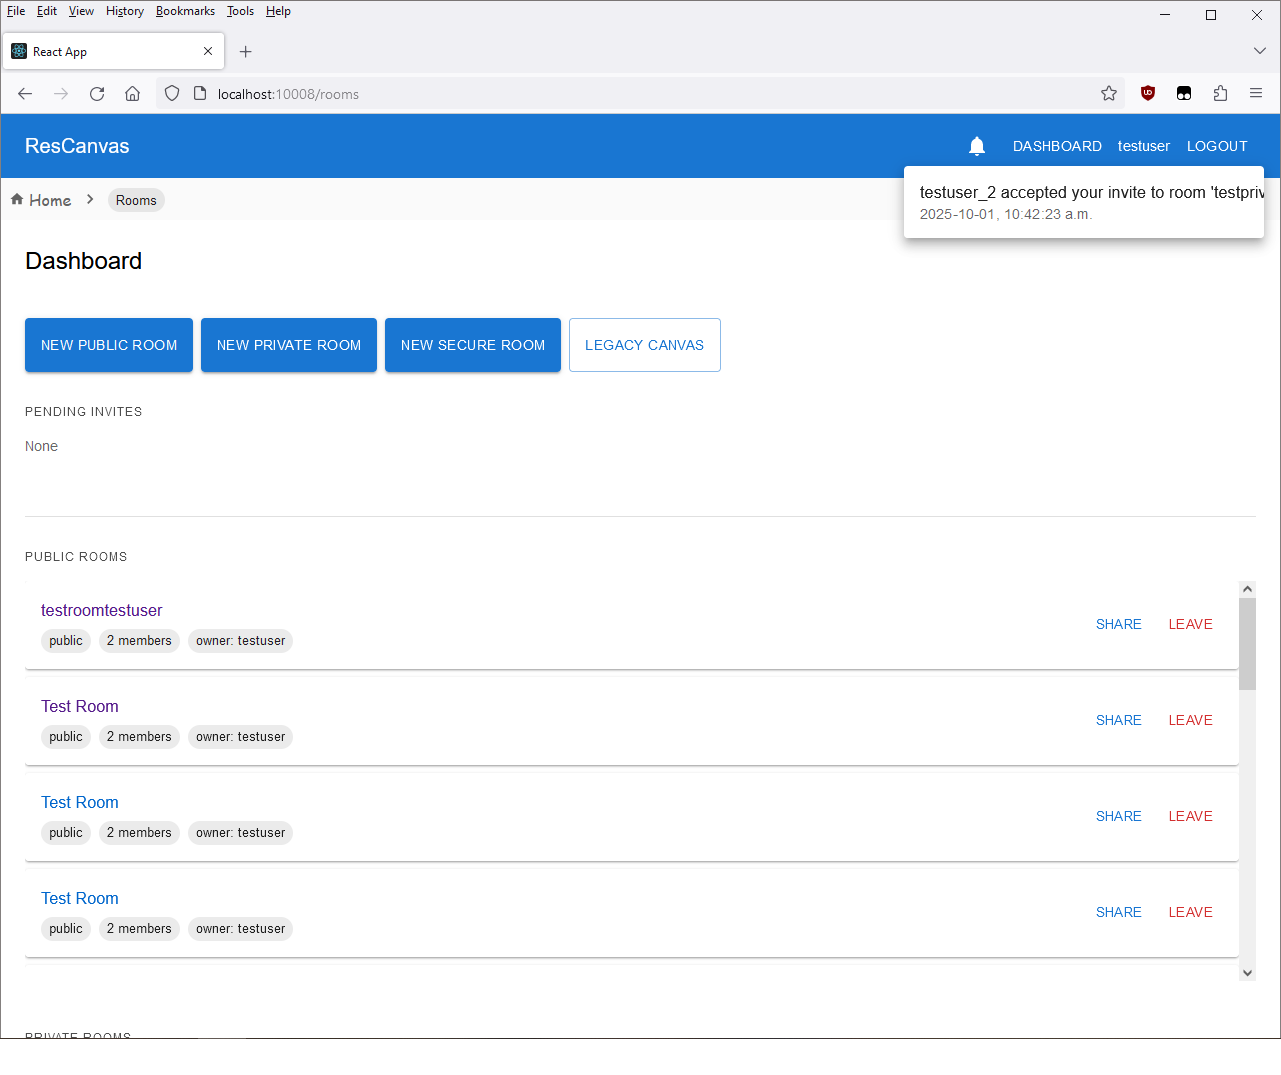 File Edit View History Bookmarks Tools Help
React App
localhost:10008/rooms
ResCanvas
DASHBOARD testuser LOGOUT
Home Rooms
testuser_2 accepted your invite to room 'testpriv
2025-10-01, 10:42:23 a.m.
Dashboard
NEW PUBLIC ROOM NEW PRIVATE ROOM NEW SECURE ROOM LEGACY CANVAS
PENDING INVITES
None
PUBLIC ROOMS
testroomtestuser
public 2 members owner: testuser
SHARE LEAVE
Test Room
public 2 members owner: testuser
SHARE LEAVE
Test Room
public 2 members owner: testuser
SHARE LEAVE
Test Room
public 2 members owner: testuser
SHARE LEAVE
PRIVATE ROOMS